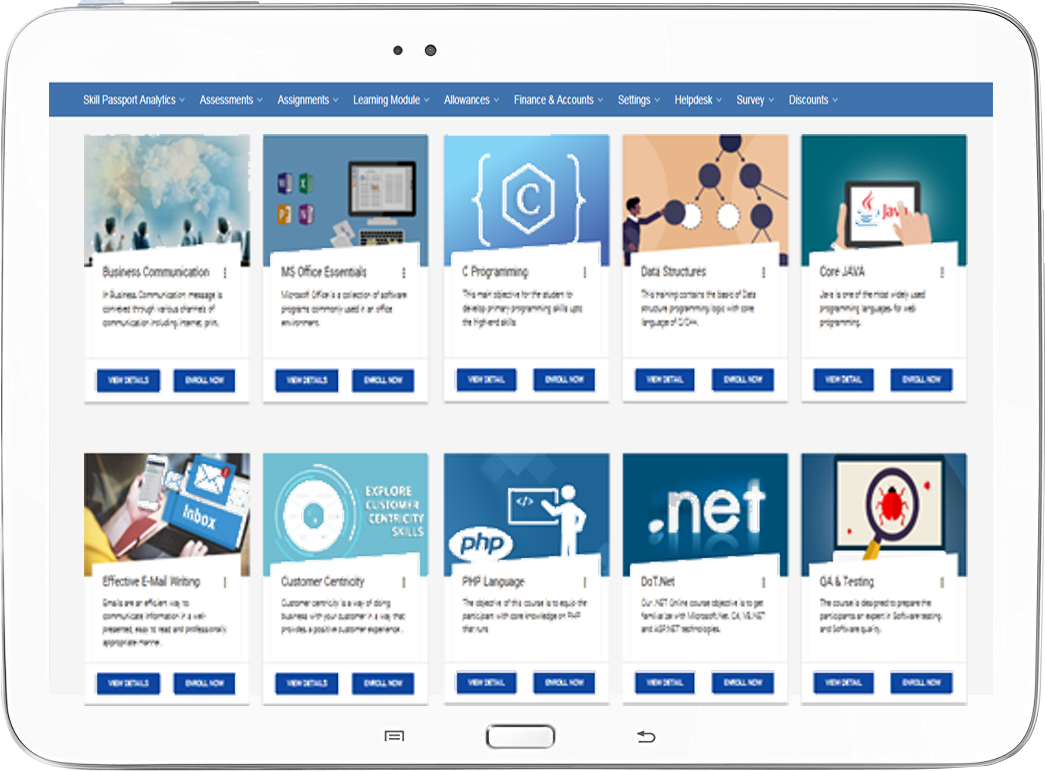 Skill Passport Analytics Assessments Assignments Learning Module Allowances Finance & Accounts Settings Helpdesk Survey Discounts
C
Java
Business Communication
In Business Communication message is
conveyed through various channels of
communication including internet, print,
VIEW DETAILS ENROLL NOW
MS Office Essentials
Microsoft Office is a collection of software
programs commonly used in an office
environment.
VIEW DETAILS ENROLL NOW
C Programming
This main objective for the student to
develop primary programming skills upto
the high-end skills
VIEW DETAIL ENROLL NOW
Data Structures
This training contains the basic of Data
structure programming logic with core
language of C/C++.
VIEW DETAIL ENROLL NOW
Core JAVA
Java is one of the most widely used
programming languages for web
programming.
VIEW DETAIL ENROLL NOW
Inbox
Effective E-Mail Writing
Emails are an efficient way to
communicate information in a well-
presented, easy to read and professionally
appropriate manner.
VIEW DETAILS ENROLL NOW
EXPLORE
CUSTOMER
CENTRICITY
SKILLS
Customer Centricity
Customer centricity is a way of doing
business with your customer in a way that
provides a positive customer experience.
VIEW DETAILS ENROLL NOW
</>
php
PHP Language
The objective of this course is to equip the
participant with core knowledge on PHP
that runs
VIEW DETAIL ENROLL NOW
.net
DoT.Net
Our .NET Online course objective is to get
familiarize with Microsoft.Net, C#, VB.NET
and ASP.NET technologies.
VIEW DETAIL ENROLL NOW
QA & Testing
The course is designed to prepare the
participants an expert in Software testing
and Software quality.
VIEW DETAIL ENROLL NOW